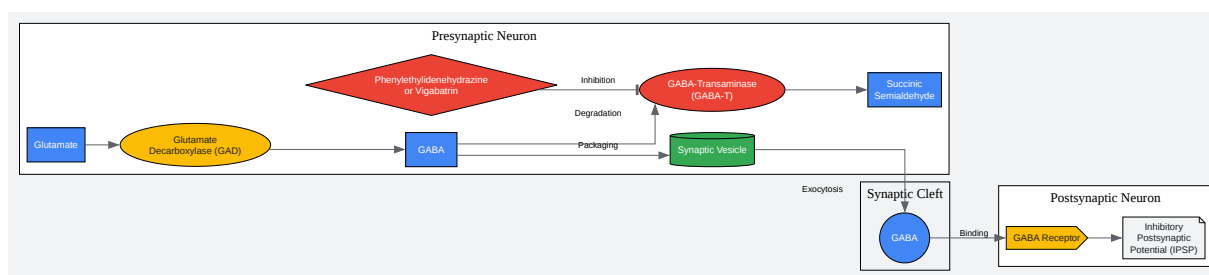 Presynaptic Neuron
Phenylethylidenehydrazine
or Vigabatrin
Inhibition
GABA-Transaminase
(GABA-T)
Succinic
Semialdehyde
Degradation
Glutamate
Glutamate
Decarboxylase (GAD)
GABA
Packaging
Synaptic Vesicle
Exocytosis
Synaptic Cleft
GABA
Binding
Postsynaptic Neuron
GABA Receptor
Inhibitory
Postsynaptic
Potential (IPSP)